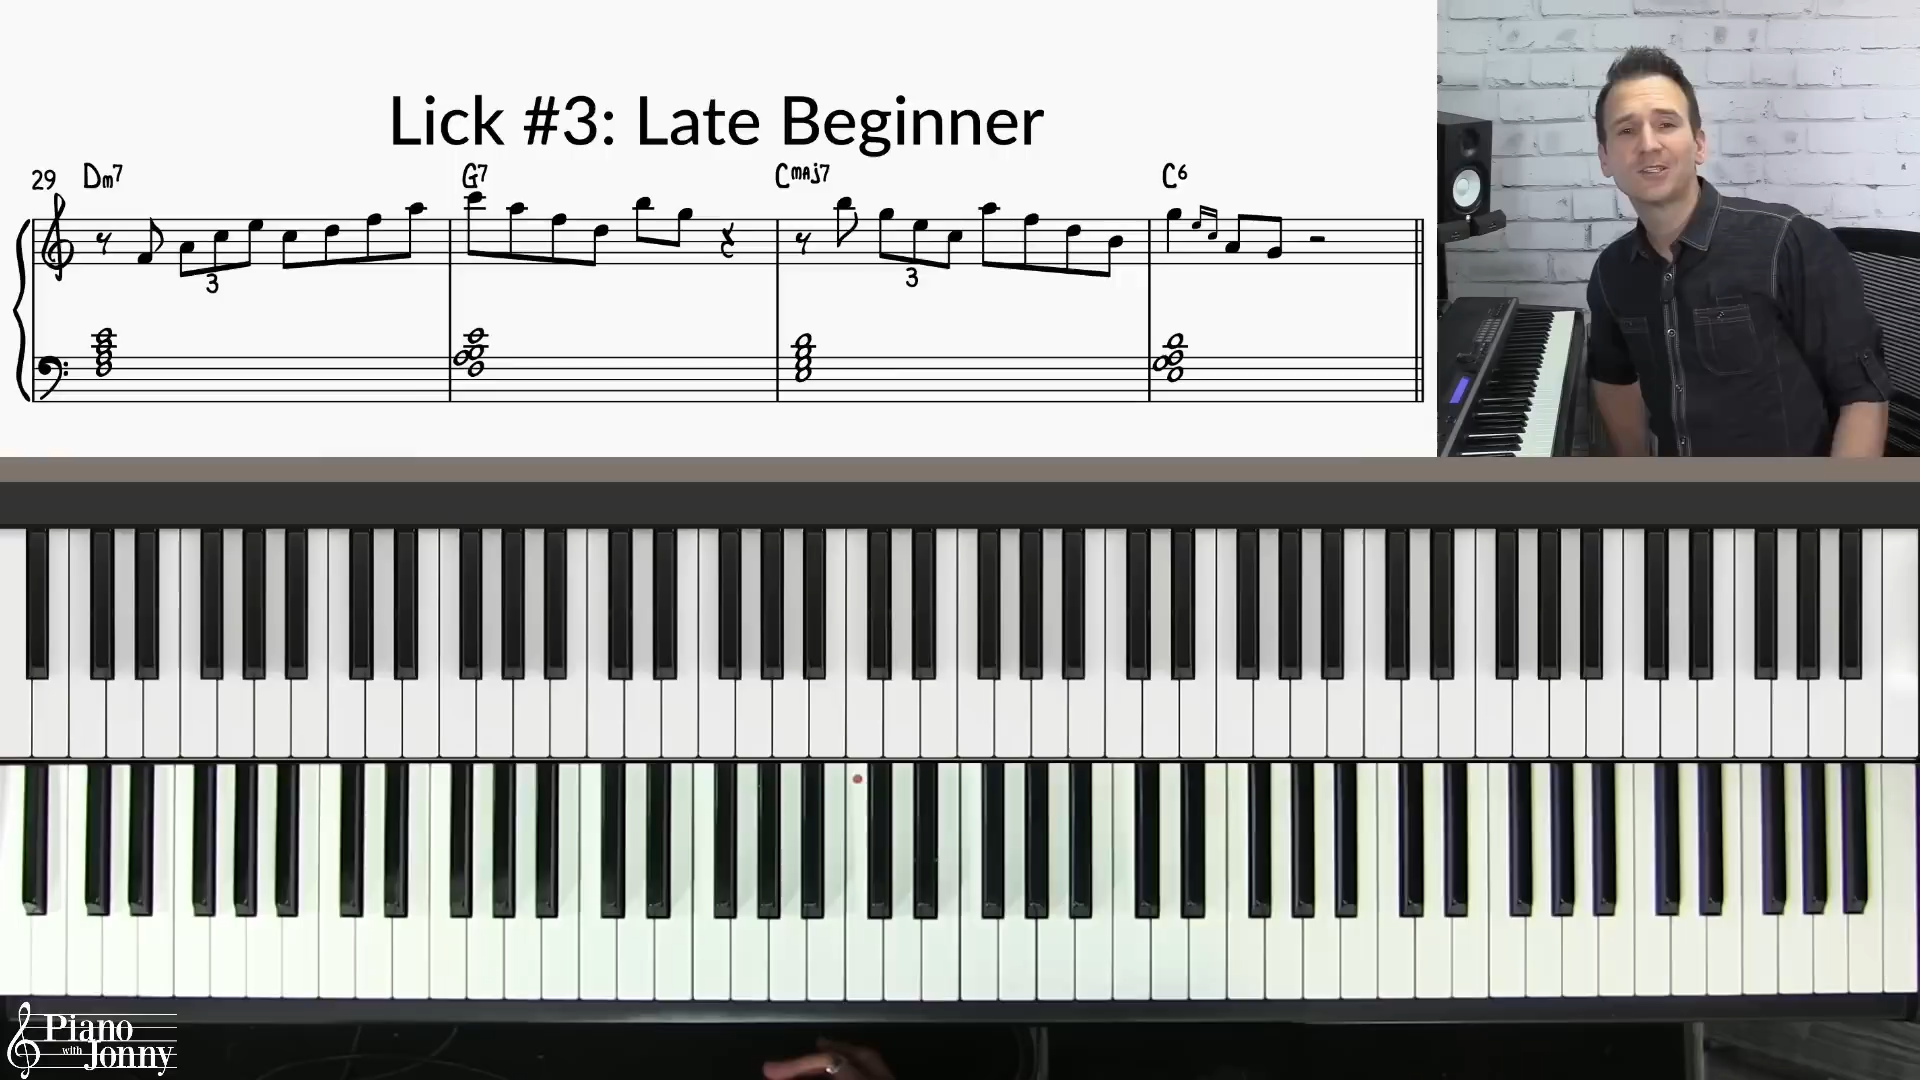 Lick #3: Late Beginner
29 Dm7 G7 Cmaj7 C6
3 3
Piano
with Jonny